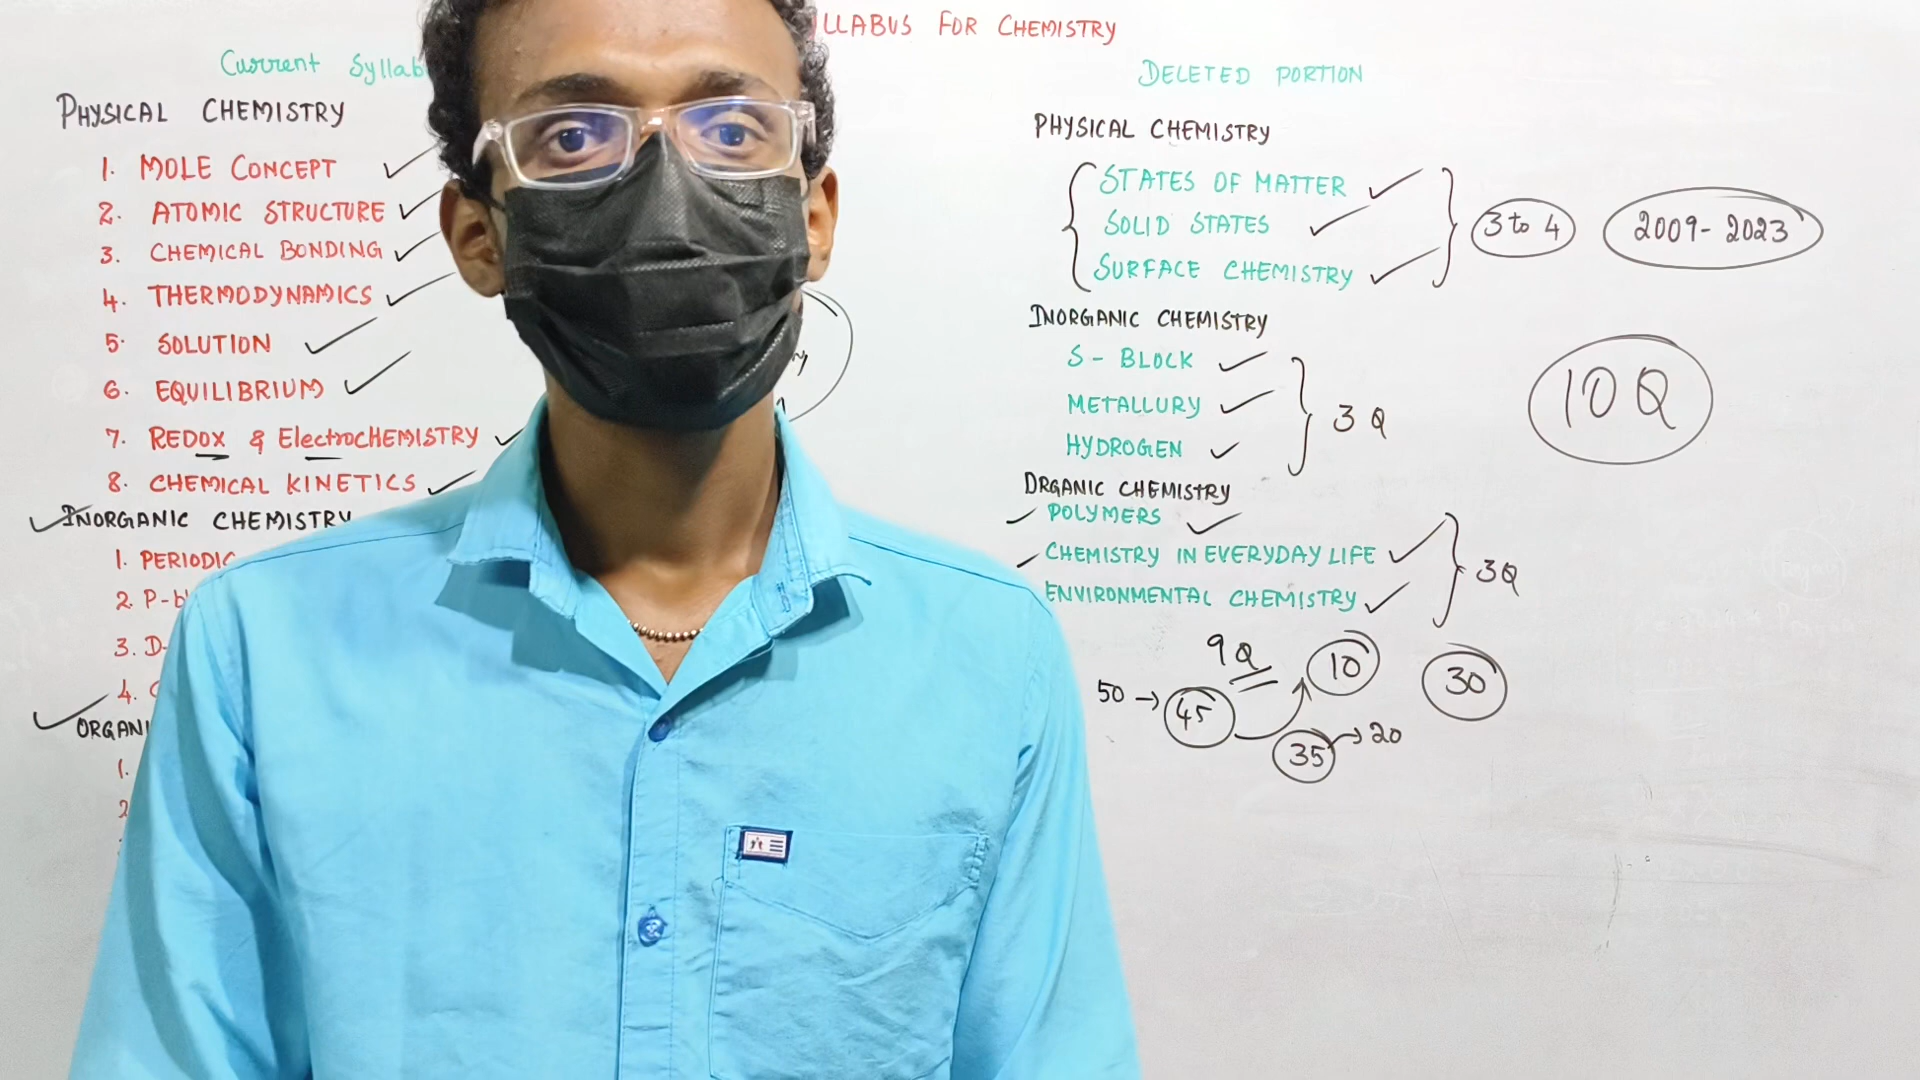 LLABUS FOR CHEMISTRY
Current Syllab
PHYSICAL CHEMISTRY
1. MOLE CONCEPT
2. ATOMIC STRUCTURE
3. CHEMICAL BONDING
4. THERMODYNAMICS
5. SOLUTION
6. EQUILIBRIUM
7. REDOX & ElectroCHEMISTRY
8. CHEMICAL KINETICS
INORGANIC CHEMISTRY
1. PERIODIC
2. P-bl
3. D-
4. C
ORGANI
1.
2
DELETED PORTION
PHYSICAL CHEMISTRY
STATES OF MATTER
SOLID STATES
SURFACE CHEMISTRY
3 to 4
2009-2023
INORGANIC CHEMISTRY
S-BLOCK
METALLURY
HYDROGEN
3 Q
10 Q
ORGANIC CHEMISTRY
POLYMERS
CHEMISTRY IN EVERYDAY LIFE
ENVIRONMENTAL CHEMISTRY
3Q
9Q
10
30
50 → 45
35 → 20